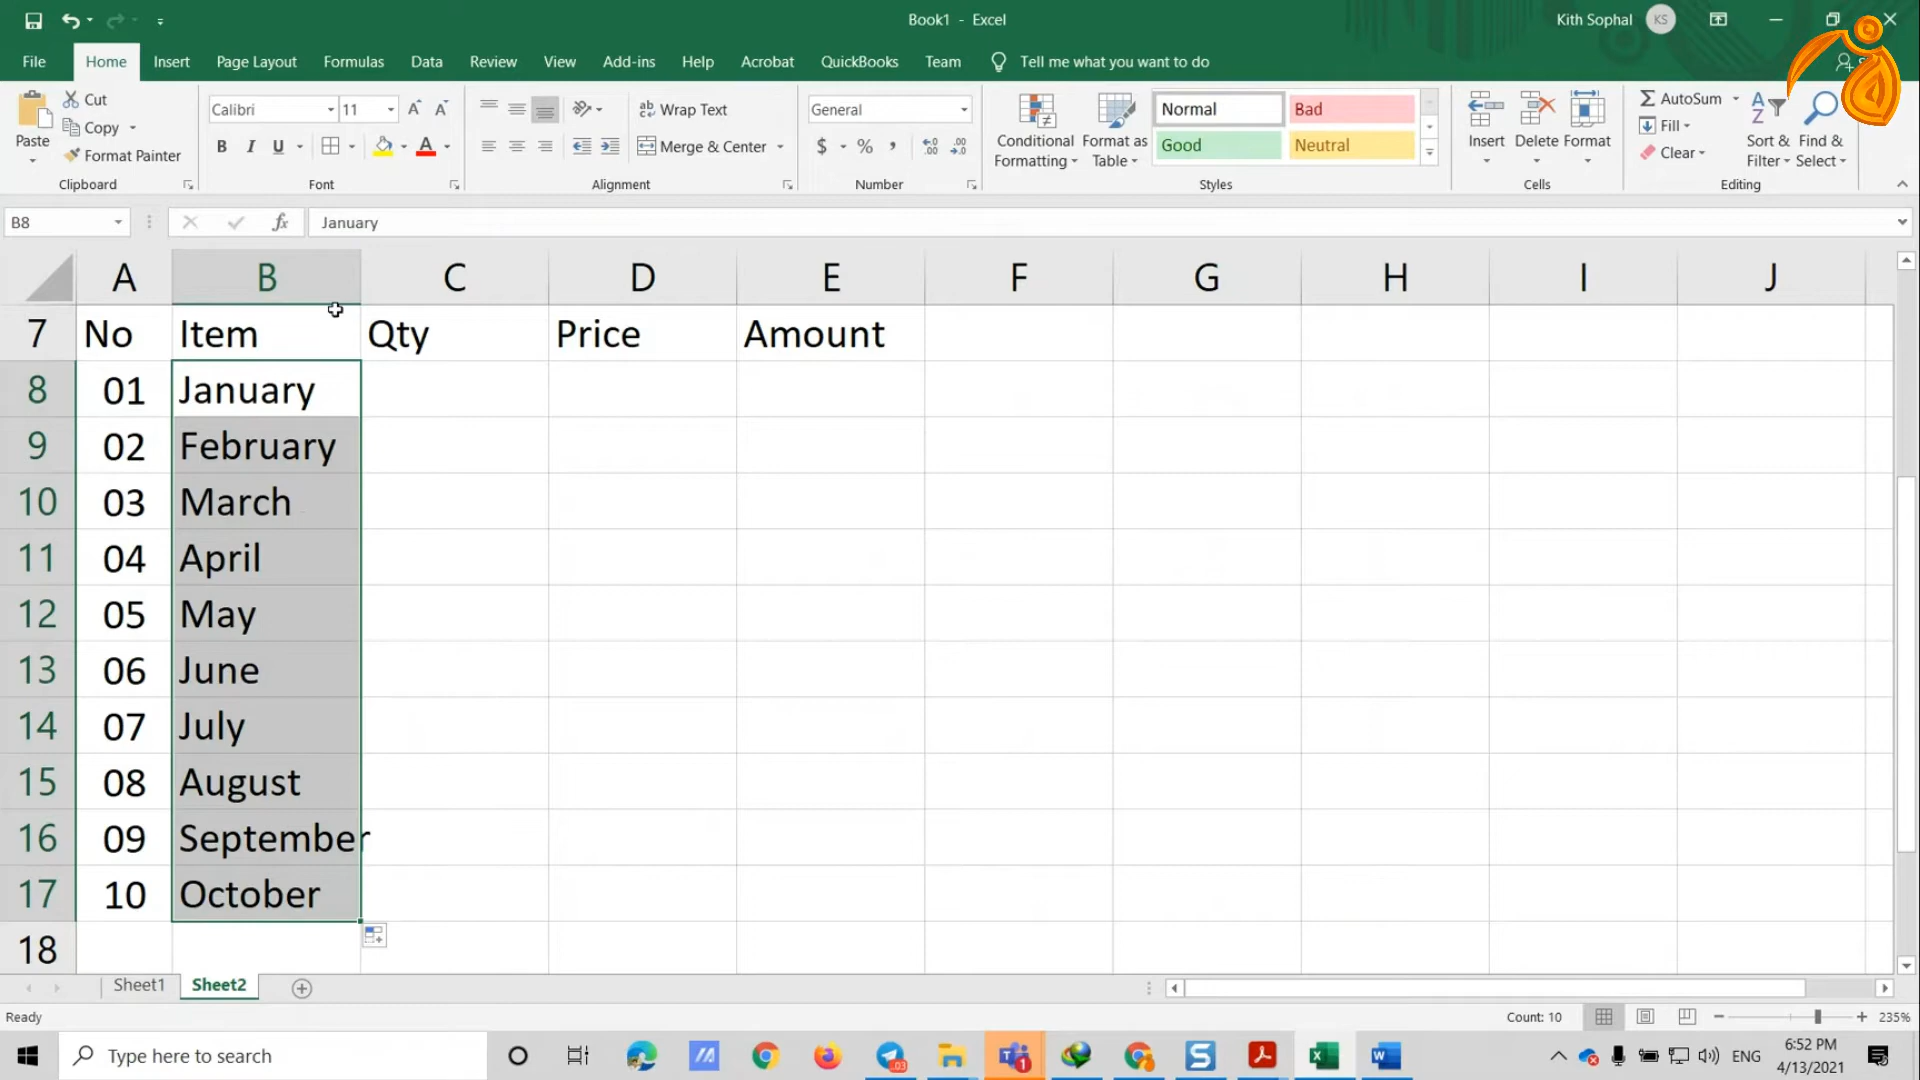 Book1 - Excel
Kith Sophal
KS
File Home Insert Page Layout Formulas Data Review View Add-ins Help Acrobat QuickBooks Team Tell me what you want to do
Paste
Cut
Copy
Format Painter
Clipboard
Calibri 11
B I U
Font
Wrap Text
Merge & Center
Alignment
General
$ % ,
Number
Conditional Formatting
Format as Table
Normal Bad
Good Neutral
Styles
Insert Delete Format
Cells
AutoSum
Fill
Clear
Sort & Filter
Find & Select
Editing
B8 fx January
A B C D E F G H I J
7 No Item Qty Price Amount
8 01 January
9 02 February
10 03 March
11 04 April
12 05 May
13 06 June
14 07 July
15 08 August
16 09 September
17 10 October
18
Sheet1 Sheet2
Ready Count: 10 235%
Type here to search
03
1
ENG
6:52 PM
4/13/2021